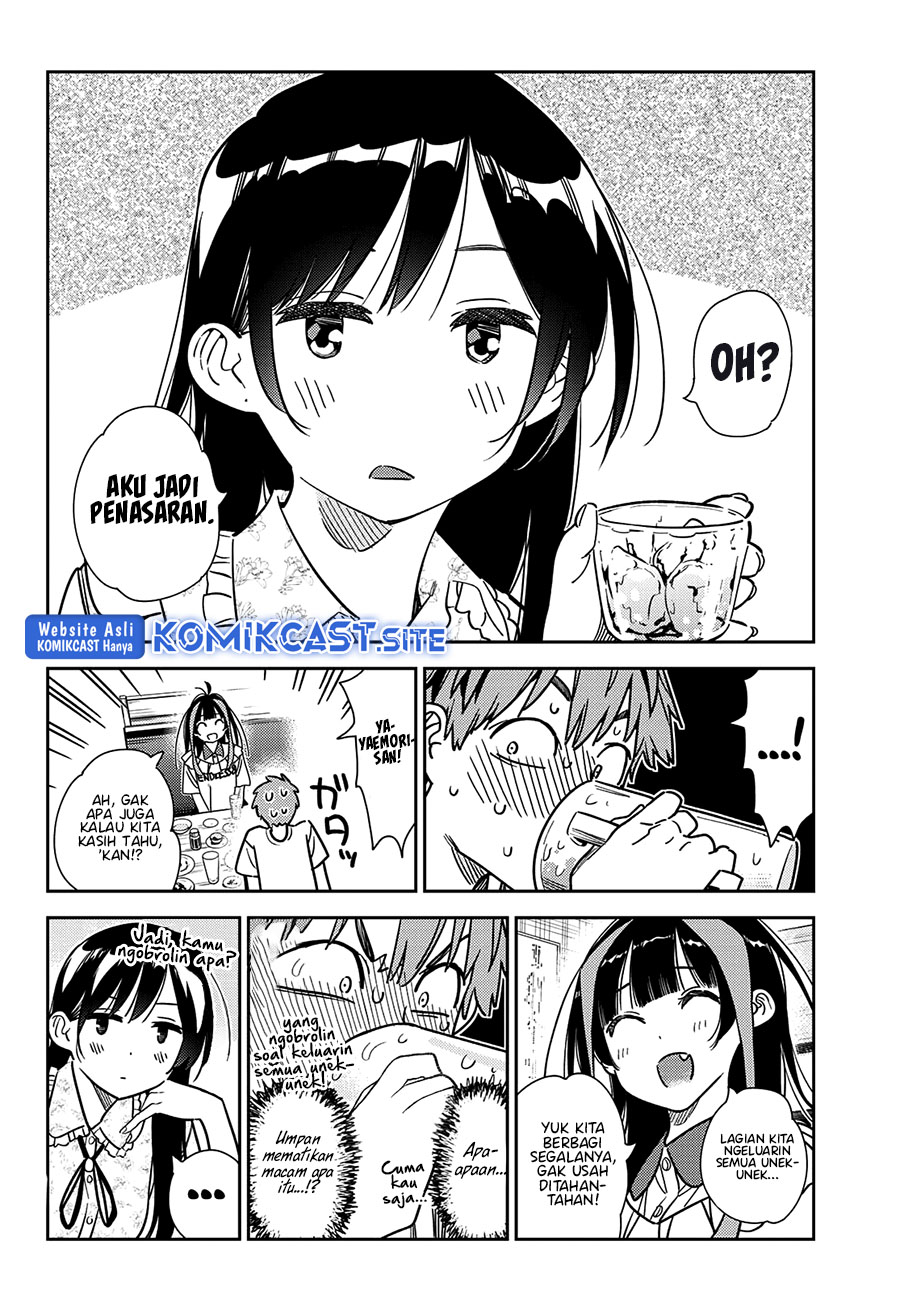 OH?
AKU JADI
PENASARAN.
Website Asli
KOMIKCAST Hanya
KOMIKCAST.SITE
....!
YA-
YAEMORI-
SAN!
ガタッ
ENDLESS
AH, GAK
APA JUGA
KALAU KITA
KASIH TAHU,
'KAN!?
LAGIAN KITA
NGELUARIN
SEMUA UNEK-
UNEK...
YUK KITA
BERBAGI
SEGALANYA,
GAK USAH
DITAHAN-
TAHAN!
Apa-
apaan...
Umpan
mematikan
macam apa
itu...!?
Cuma
kau
saja...
yang
ngobrolin
soal keluarin
semua unek-
unek!
Jadi, kamu
ngobrolin apa?
...